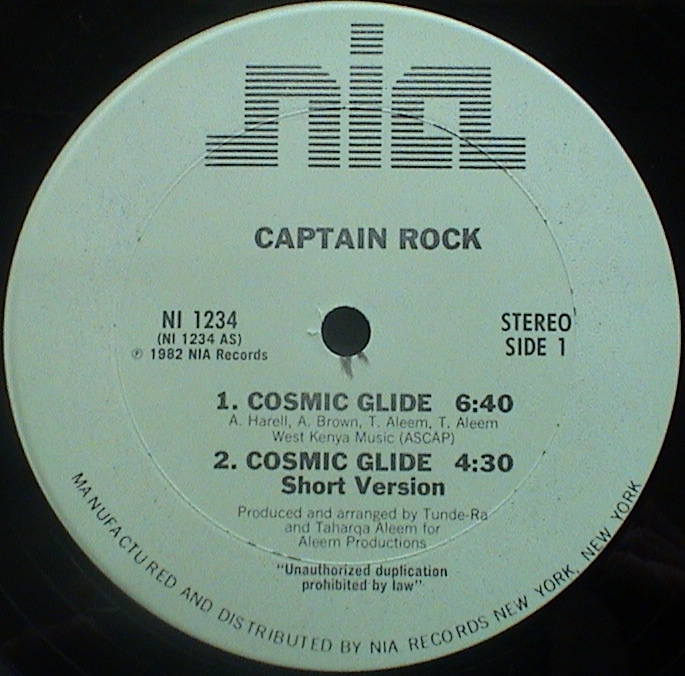 nia
CAPTAIN ROCK
NI 1234
(NI 1234 AS)
℗ 1982 NIA Records
STEREO
SIDE 1
1. COSMIC GLIDE 6:40
A. Harell, A. Brown, T. Aleem, T. Aleem
West Kenya Music (ASCAP)
2. COSMIC GLIDE 4:30
Short Version
Produced and arranged by Tunde-Ra
and Taharqa Aleem for
Aleem Productions
"Unauthorized duplication
prohibited by law"
MANUFACTURED AND DISTRIBUTED BY NIA RECORDS NEW YORK, NEW YORK